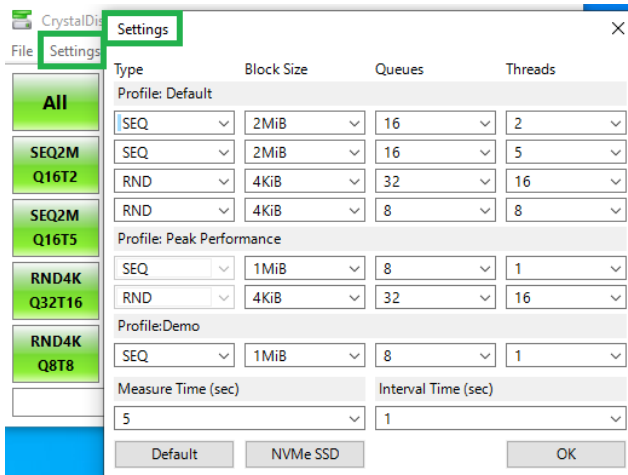 CrystalDis
File Settings
All
SEQ2M
Q16T2
SEQ2M
Q16T5
RND4K
Q32T16
RND4K
Q8T8
Settings
Type Block Size Queues Threads
Profile: Default
SEQ 2MiB 16 2
SEQ 2MiB 16 5
RND 4KiB 32 16
RND 4KiB 8 8
Profile: Peak Performance
SEQ 1MiB 8 1
RND 4KiB 32 16
Profile:Demo
SEQ 1MiB 8 1
Measure Time (sec) Interval Time (sec)
5 1
Default NVMe SSD OK